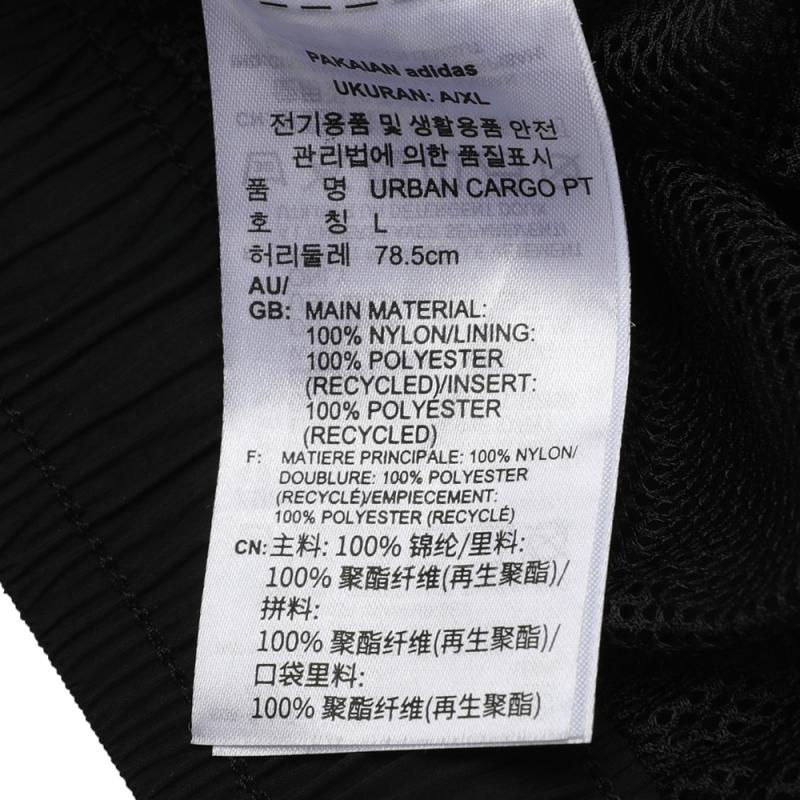 PAKAIAN adidas
UKURAN: A/XL
전기용품 및 생활용품 안전
관리법에 의한 품질표시
품 명 URBAN CARGO PT
호 칭 L
허리둘레 78.5cm
AU/
GB: MAIN MATERIAL:
100% NYLON/LINING:
100% POLYESTER
(RECYCLED)/INSERT:
100% POLYESTER
(RECYCLED)
F: MATIERE PRINCIPALE: 100% NYLON/
DOUBLURE: 100% POLYESTER
(RECYCLÉ)/EMPIECEMENT:
100% POLYESTER (RECYCLÉ)
CN: 主料: 100% 锦纶/里料:
100% 聚酯纤维(再生聚酯)/
拼料:
100% 聚酯纤维(再生聚酯)/
口袋里料:
100% 聚酯纤维(再生聚酯)